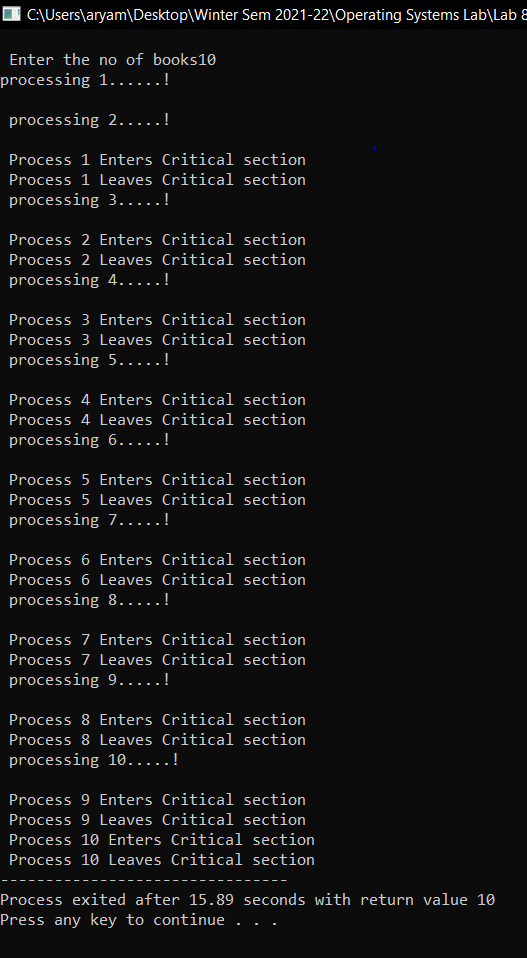 C:\Users\aryam\Desktop\Winter Sem 2021-22\Operating Systems Lab\Lab 8
Enter the no of books10
processing 1......!
processing 2.....!
Process 1 Enters Critical section
Process 1 Leaves Critical section
processing 3.....!
Process 2 Enters Critical section
Process 2 Leaves Critical section
processing 4.....!
Process 3 Enters Critical section
Process 3 Leaves Critical section
processing 5.....!
Process 4 Enters Critical section
Process 4 Leaves Critical section
processing 6.....!
Process 5 Enters Critical section
Process 5 Leaves Critical section
processing 7.....!
Process 6 Enters Critical section
Process 6 Leaves Critical section
processing 8.....!
Process 7 Enters Critical section
Process 7 Leaves Critical section
processing 9.....!
Process 8 Enters Critical section
Process 8 Leaves Critical section
processing 10.....!
Process 9 Enters Critical section
Process 9 Leaves Critical section
Process 10 Enters Critical section
Process 10 Leaves Critical section
--------------------------------
Process exited after 15.89 seconds with return value 10
Press any key to continue . . .